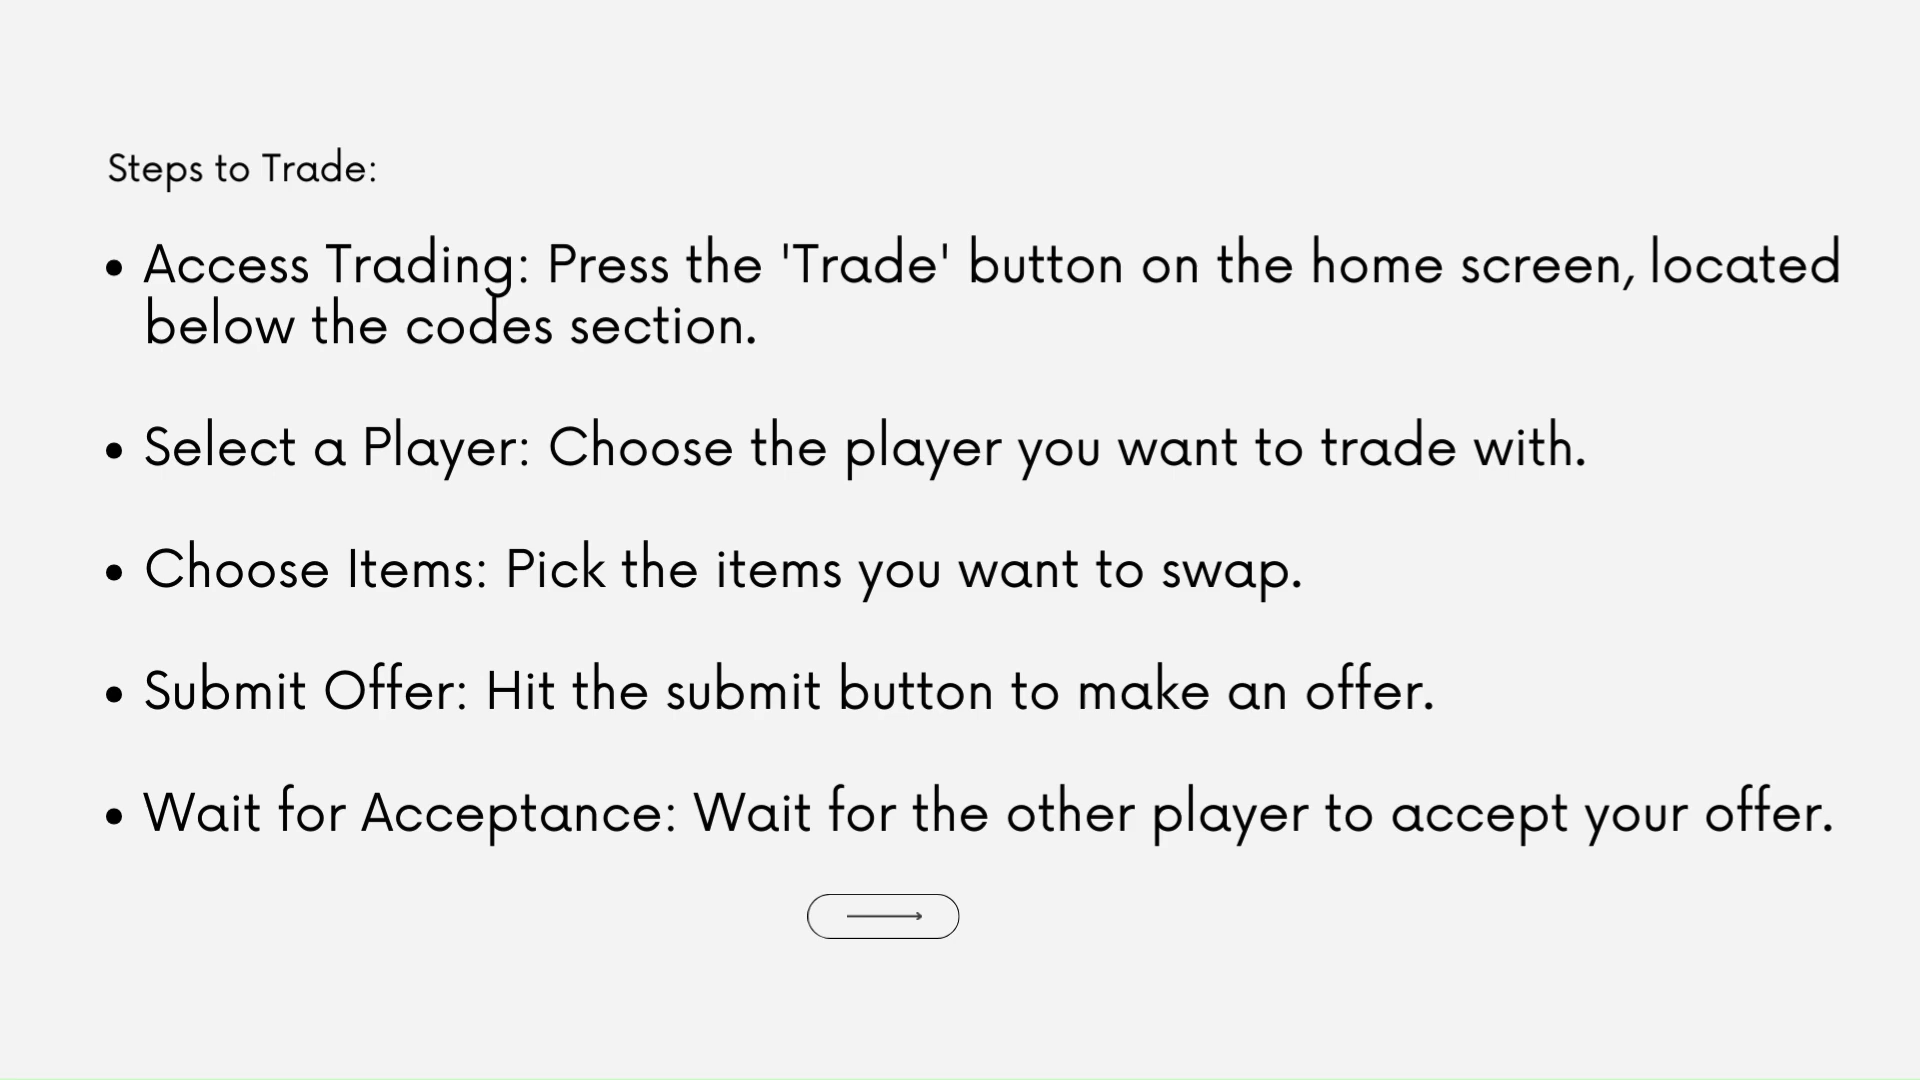 Steps to Trade:
• Access Trading: Press the 'Trade' button on the home screen, located
below the codes section.
• Select a Player: Choose the player you want to trade with.
• Choose Items: Pick the items you want to swap.
• Submit Offer: Hit the submit button to make an offer.
• Wait for Acceptance: Wait for the other player to accept your offer.